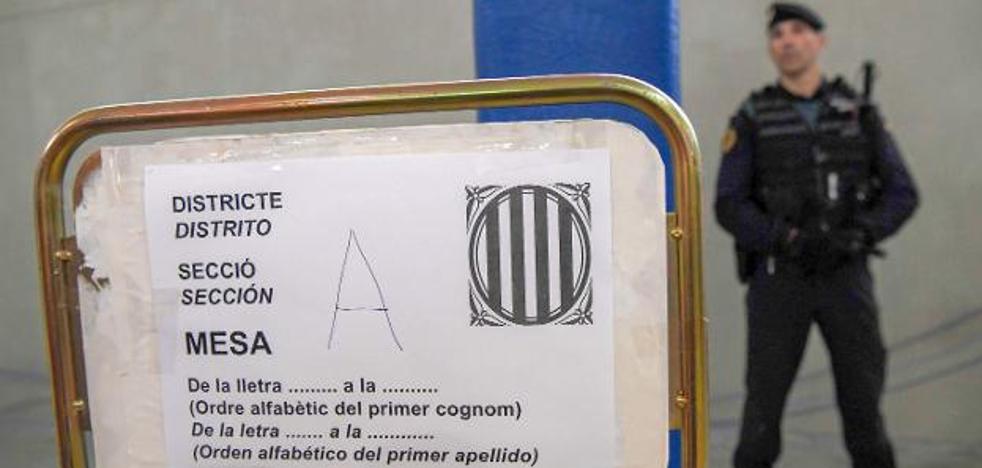 DISTRICTE
DISTRITO
SECCIÓ
SECCIÓN
A
MESA
De la lletra ......... a la ..........
(Ordre alfabètic del primer cognom)
De la letra ....... a la ............
(Orden alfabético del primer apellido)